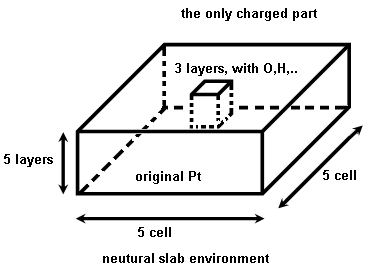 the only charged part
3 layers, with O,H,..
5 layers
original Pt
5 cell
5 cell
neutural slab environment